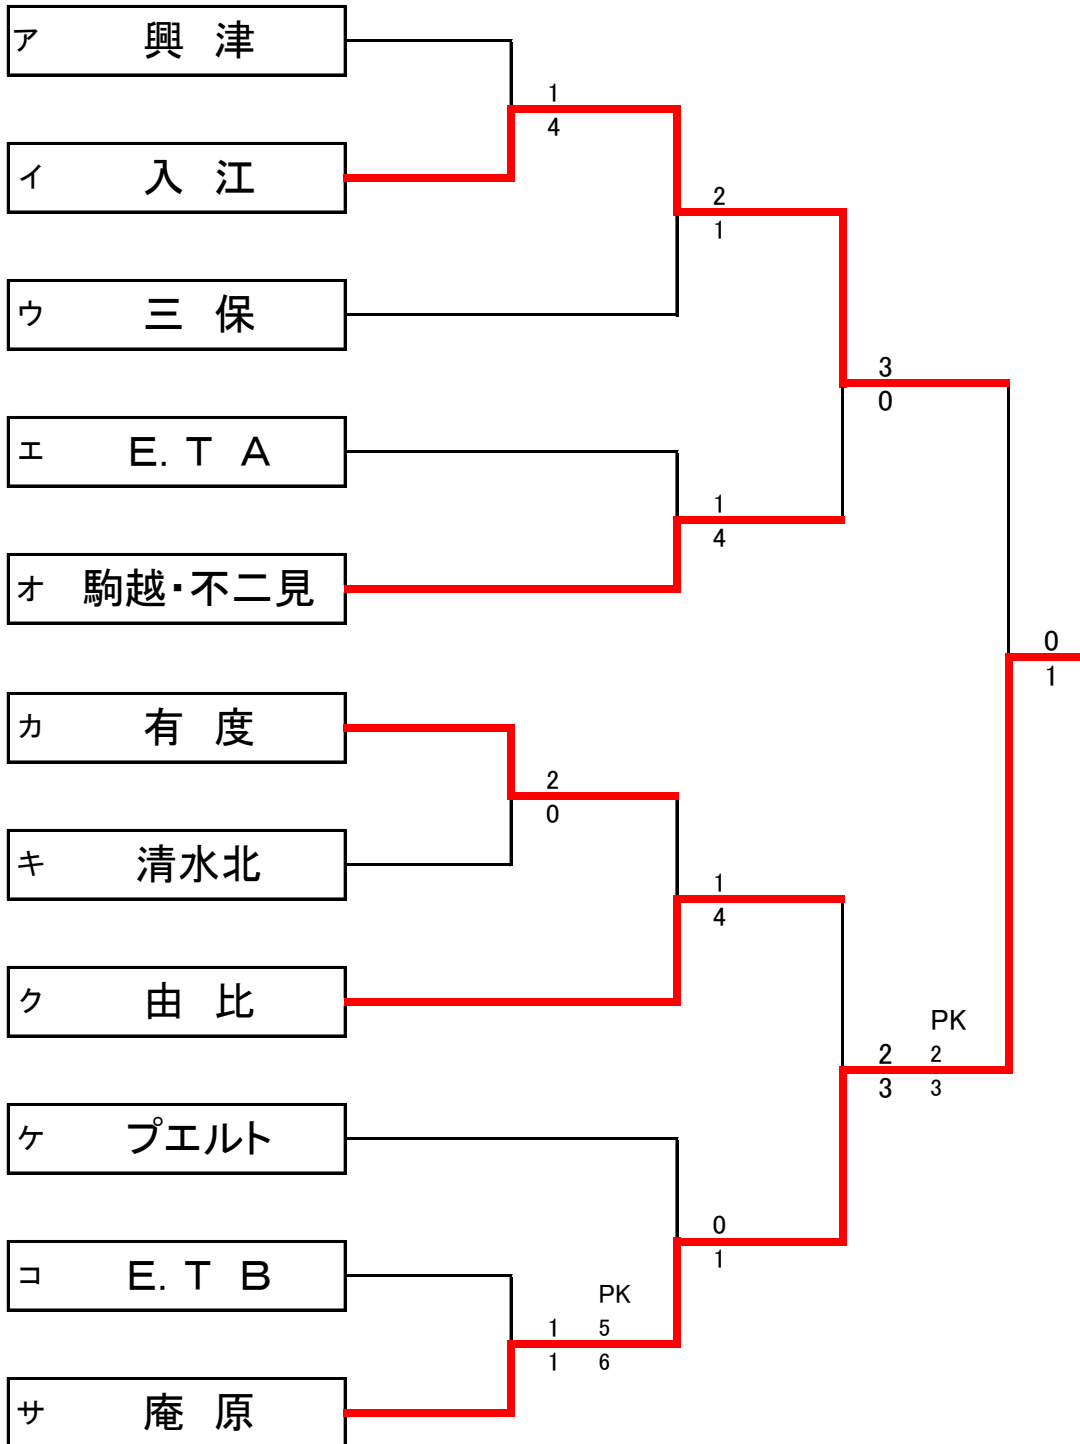 ア 興 津
1
4
イ 入 江
2
1
ウ 三 保
3
0
エ E. T A
1
4
オ 駒越・不二見
0
1
カ 有 度
2
0
キ 清水北
1
4
ク 由 比
PK
2 2
3 3
ケ プエルト
0
1
コ E. T B
PK
1 5
1 6
サ 庵 原